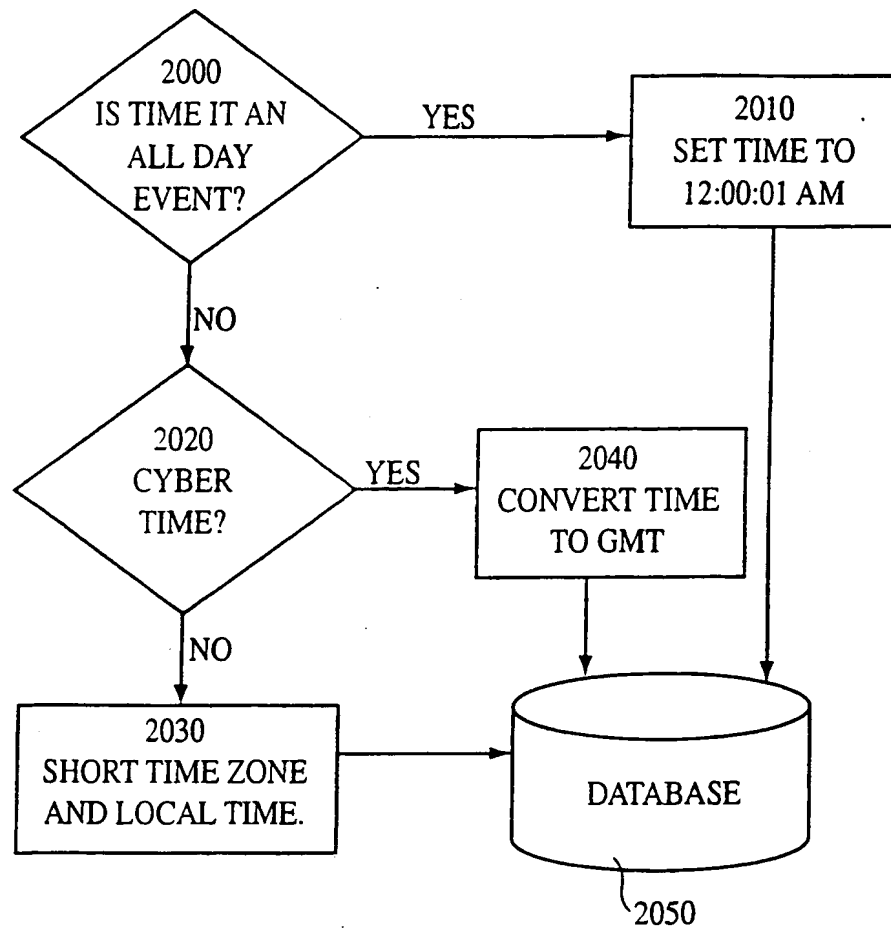 2000
IS TIME IT AN
ALL DAY
EVENT?
YES
2010
SET TIME TO
12:00:01 AM
NO
2020
CYBER
TIME?
YES
2040
CONVERT TIME
TO GMT
NO
2030
SHORT TIME ZONE
AND LOCAL TIME.
DATABASE
2050